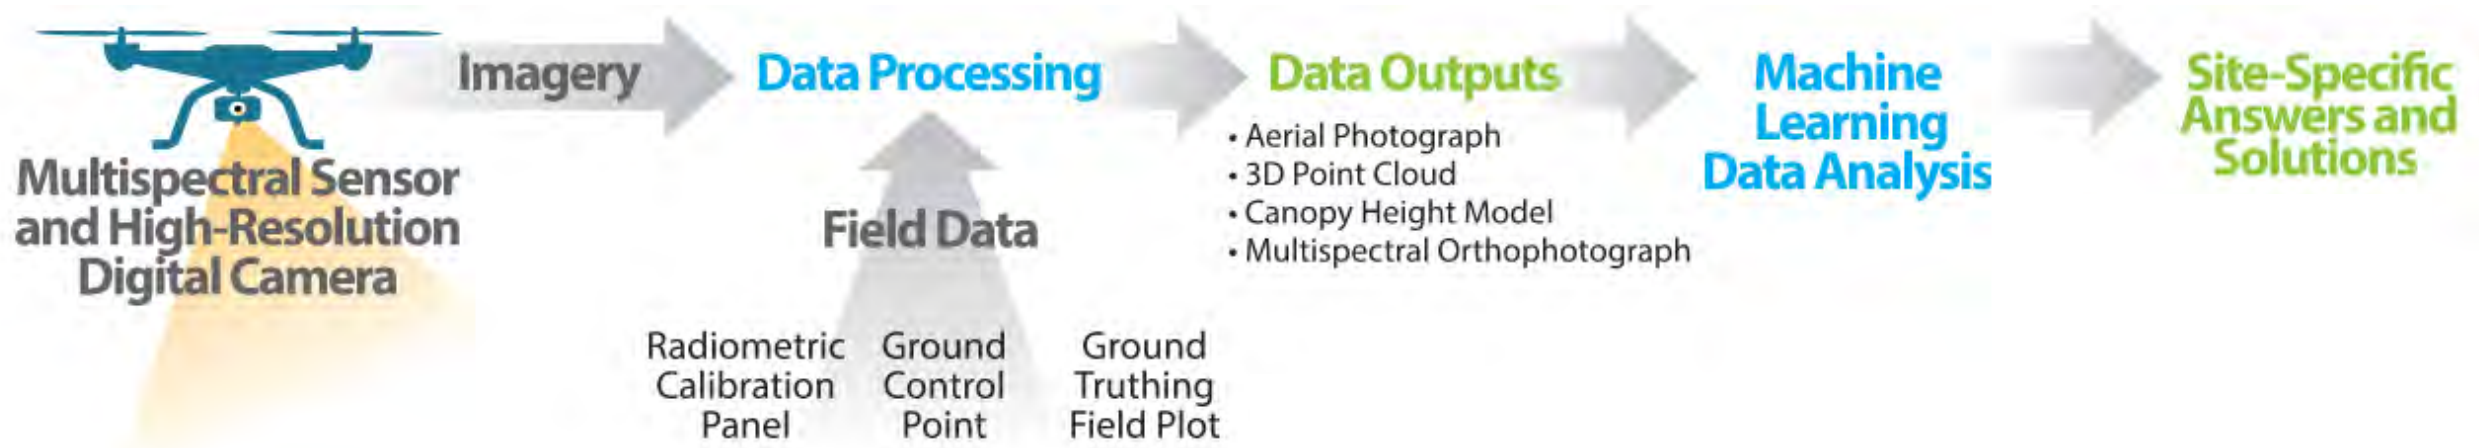 Multispectral Sensor
and High-Resolution
Digital Camera
Imagery
Data Processing
Field Data
Radiometric
Calibration
Panel
Ground
Control
Point
Ground
Truthing
Field Plot
Data Outputs
• Aerial Photograph
• 3D Point Cloud
• Canopy Height Model
• Multispectral Orthophotograph
Machine
Learning
Data Analysis
Site-Specific
Answers and
Solutions